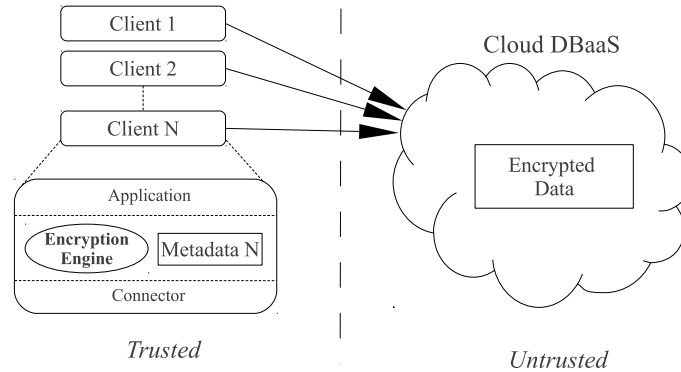 Client 1
Client 2
Client N
Application
Encryption
Engine
Metadata N
Connector
Trusted
Cloud DBaaS
Encrypted
Data
Untrusted